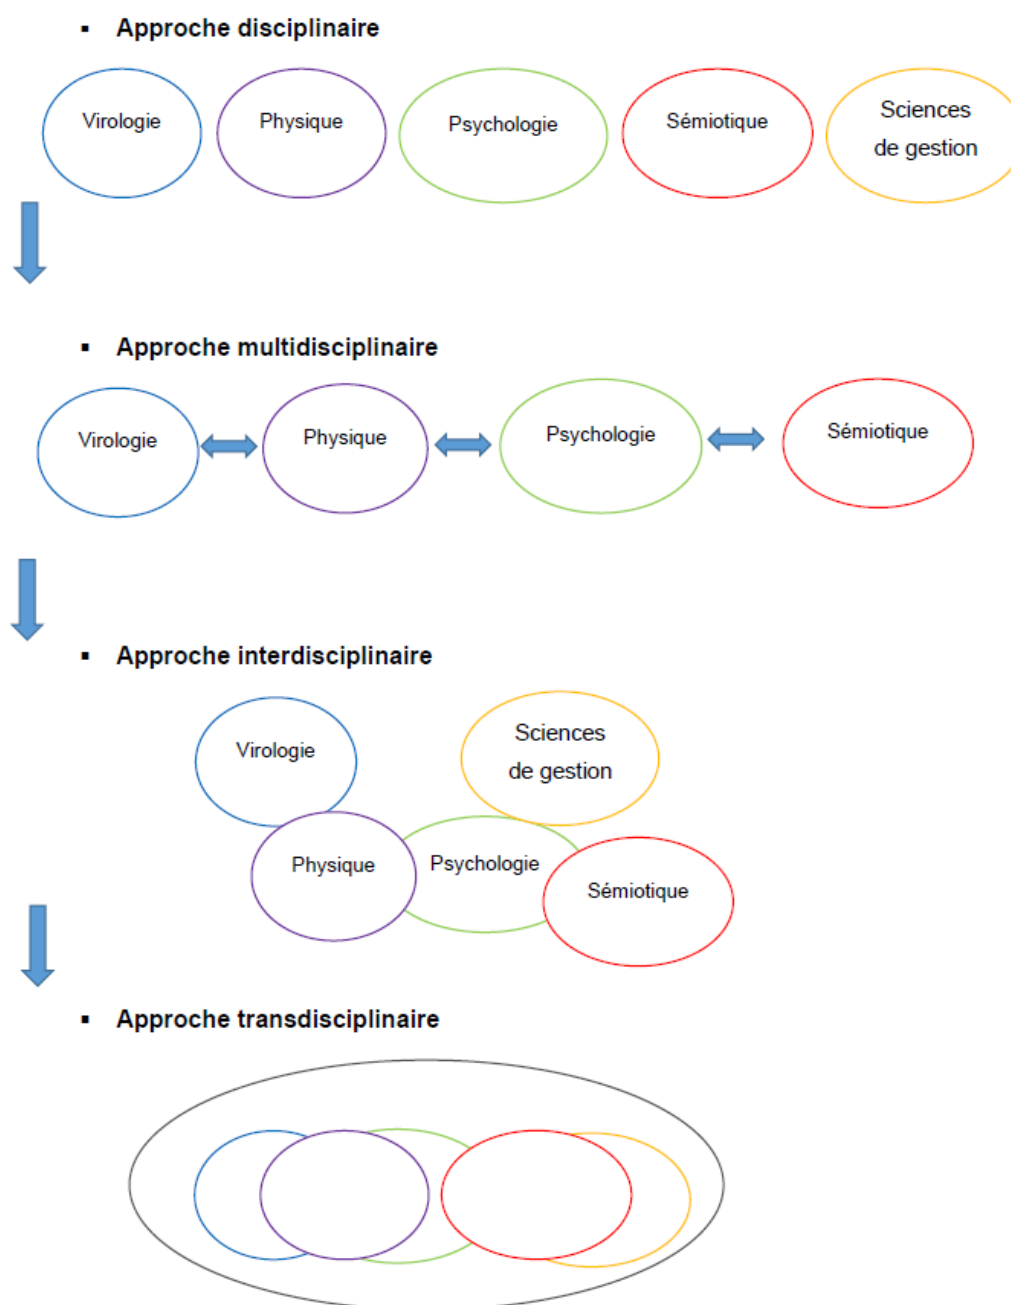 ▪ Approche disciplinaire
Virologie
Physique
Psychologie
Sémiotique
Sciences
de gestion
▪ Approche multidisciplinaire
Virologie
Physique
Psychologie
Sémiotique
▪ Approche interdisciplinaire
Virologie
Sciences
de gestion
Physique
Psychologie
Sémiotique
▪ Approche transdisciplinaire